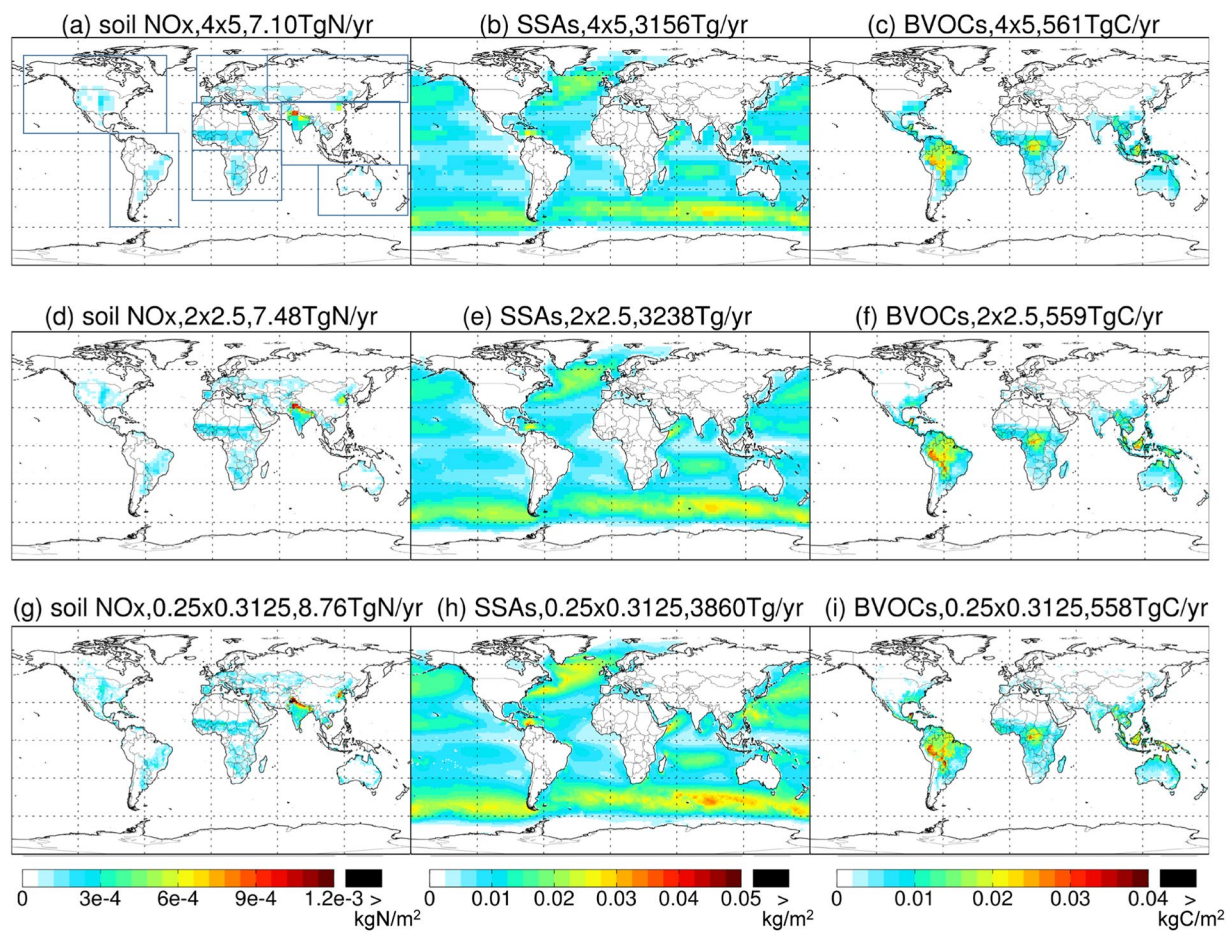 (a) soil NOx,4x5,7.10TgN/yr
(b) SSAs,4x5,3156Tg/yr
(c) BVOCs,4x5,561TgC/yr
(d) soil NOx,2x2.5,7.48TgN/yr
(e) SSAs,2x2.5,3238Tg/yr
(f) BVOCs,2x2.5,559TgC/yr
(g) soil NOx,0.25x0.3125,8.76TgN/yr
(h) SSAs,0.25x0.3125,3860Tg/yr
(i) BVOCs,0.25x0.3125,558TgC/yr
0 3e-4 6e-4 9e-4 1.2e-3 >
kgN/m²
0 0.01 0.02 0.03 0.04 0.05 >
kg/m²
0 0.01 0.02 0.03 0.04 >
kgC/m²